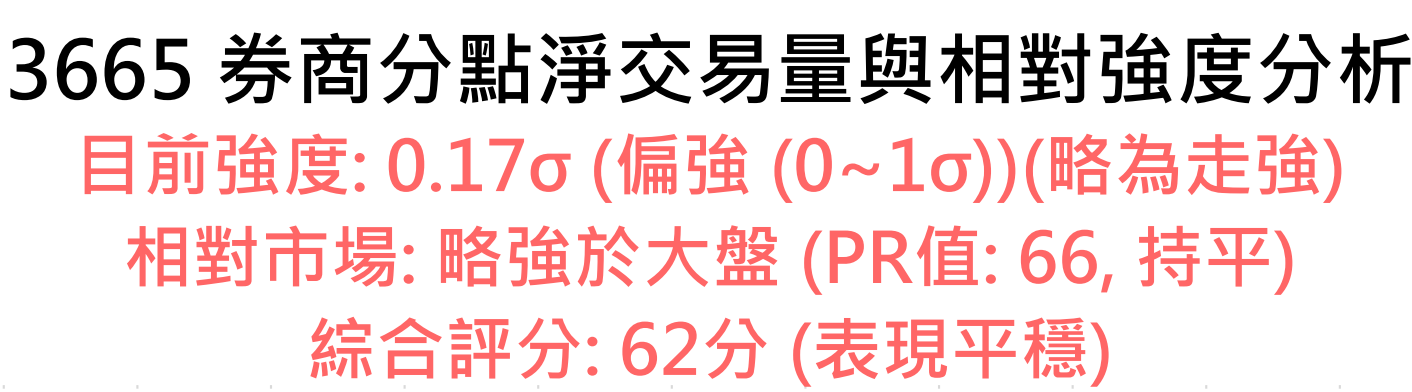 3665 券商分點淨交易量與相對強度分析
目前強度: 0.17σ (偏強 (0~1σ))(略為走強)
相對市場: 略強於大盤 (PR值: 66, 持平)
綜合評分: 62分 (表現平穩)